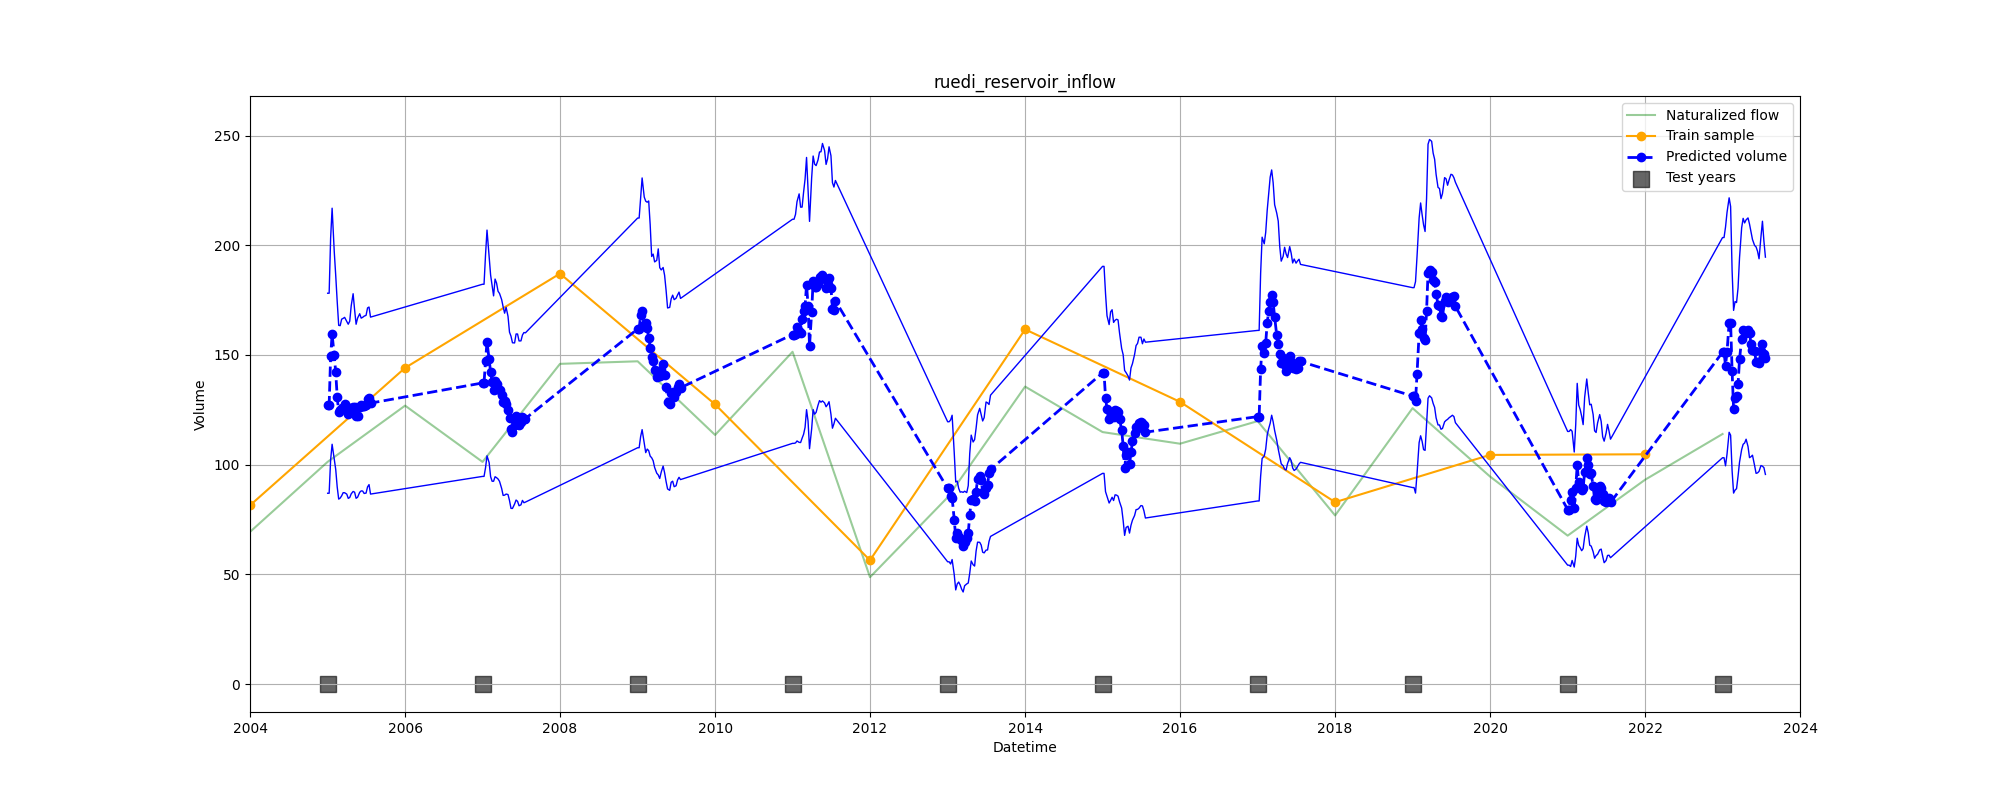 ruedi_reservoir_inflow
Naturalized flow
Train sample
Predicted volume
Test years
Volume
250
200
150
100
50
0
2004 2006 2008 2010 2012 2014 2016 2018 2020 2022 2024
Datetime